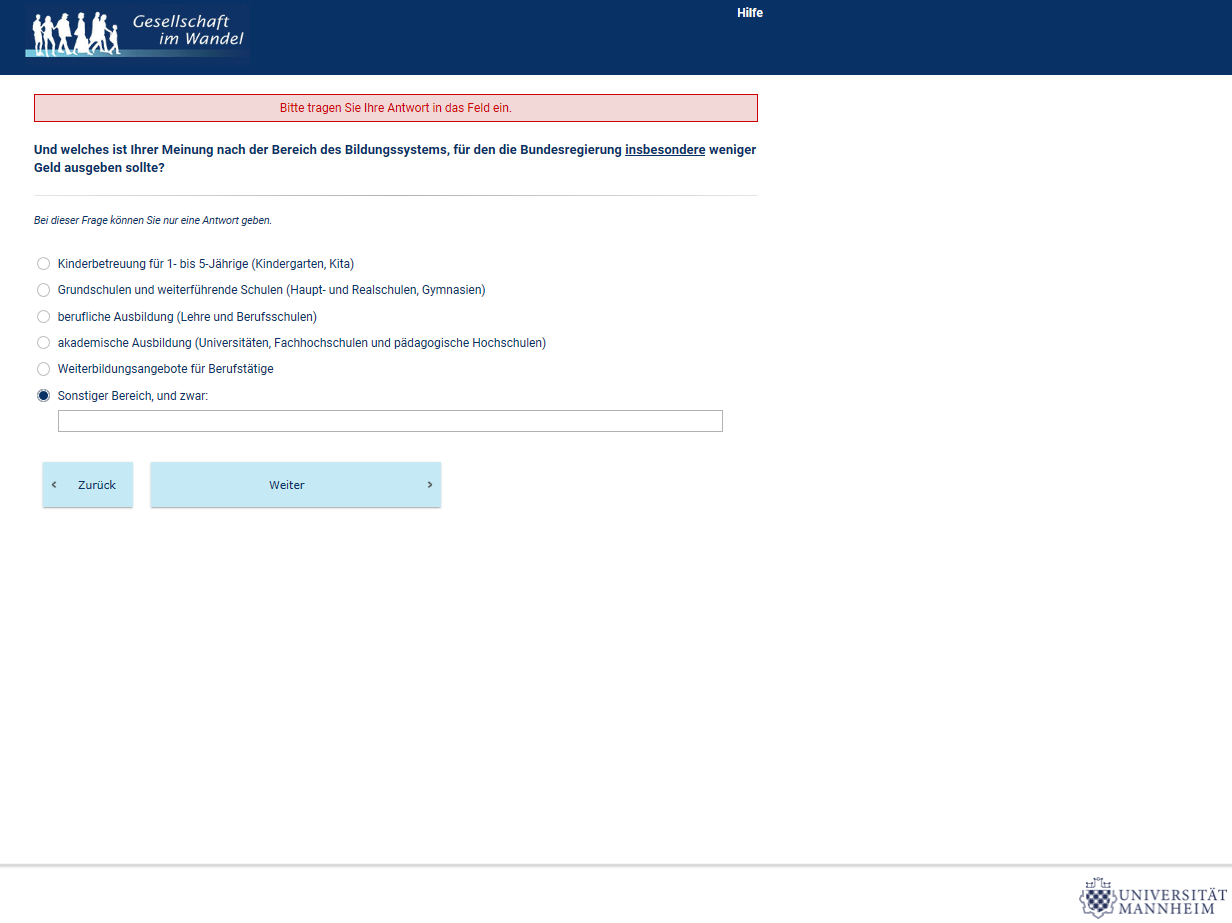 Gesellschaft
im Wandel
Hilfe
Bitte tragen Sie Ihre Antwort in das Feld ein.
Und welches ist Ihrer Meinung nach der Bereich des Bildungssystems, für den die Bundesregierung insbesondere weniger
Geld ausgeben sollte?
Bei dieser Frage können Sie nur eine Antwort geben.
Kinderbetreuung für 1- bis 5-Jährige (Kindergarten, Kita)
Grundschulen und weiterführende Schulen (Haupt- und Realschulen, Gymnasien)
berufliche Ausbildung (Lehre und Berufsschulen)
akademische Ausbildung (Universitäten, Fachhochschulen und pädagogische Hochschulen)
Weiterbildungsangebote für Berufstätige
Sonstiger Bereich, und zwar:
‹ Zurück
Weiter ›
UNIVERSITÄT
MANNHEIM